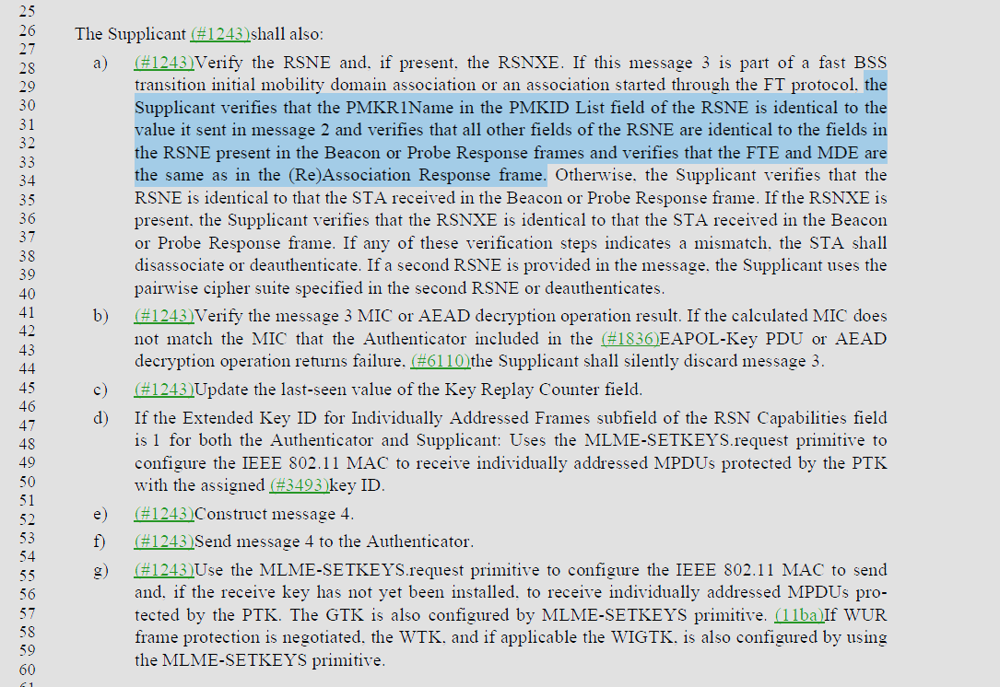 25
26
27
28
29
30
31
32
33
34
35
36
37
38
39
40
41
42
43
44
45
46
47
48
49
50
51
52
53
54
55
56
57
58
59
60
61
The Supplicant (#1243)shall also:
a) (#1243)Verify the RSNE and, if present, the RSNXE. If this message 3 is part of a fast BSS
transition initial mobility domain association or an association started through the FT protocol, the
Supplicant verifies that the PMKR1Name in the PMKID List field of the RSNE is identical to the
value it sent in message 2 and verifies that all other fields of the RSNE are identical to the fields in
the RSNE present in the Beacon or Probe Response frames and verifies that the FTE and MDE are
the same as in the (Re)Association Response frame. Otherwise, the Supplicant verifies that the
RSNE is identical to that the STA received in the Beacon or Probe Response frame. If the RSNXE is
present, the Supplicant verifies that the RSNXE is identical to that the STA received in the Beacon
or Probe Response frame. If any of these verification steps indicates a mismatch, the STA shall
disassociate or deauthenticate. If a second RSNE is provided in the message, the Supplicant uses the
pairwise cipher suite specified in the second RSNE or deauthenticates.
b) (#1243)Verify the message 3 MIC or AEAD decryption operation result. If the calculated MIC does
not match the MIC that the Authenticator included in the (#1836)EAPOL-Key PDU or AEAD
decryption operation returns failure, (#6110)the Supplicant shall silently discard message 3.
c) (#1243)Update the last-seen value of the Key Replay Counter field.
d) If the Extended Key ID for Individually Addressed Frames subfield of the RSN Capabilities field
is 1 for both the Authenticator and Supplicant: Uses the MLME-SETKEYS.request primitive to
configure the IEEE 802.11 MAC to receive individually addressed MPDUs protected by the PTK
with the assigned (#3493)key ID.
e) (#1243)Construct message 4.
f) (#1243)Send message 4 to the Authenticator.
g) (#1243)Use the MLME-SETKEYS.request primitive to configure the IEEE 802.11 MAC to send
and, if the receive key has not yet been installed, to receive individually addressed MPDUs pro-
tected by the PTK. The GTK is also configured by MLME-SETKEYS primitive. (11ba)If WUR
frame protection is negotiated, the WTK, and if applicable the WIGTK, is also configured by using
the MLME-SETKEYS primitive.